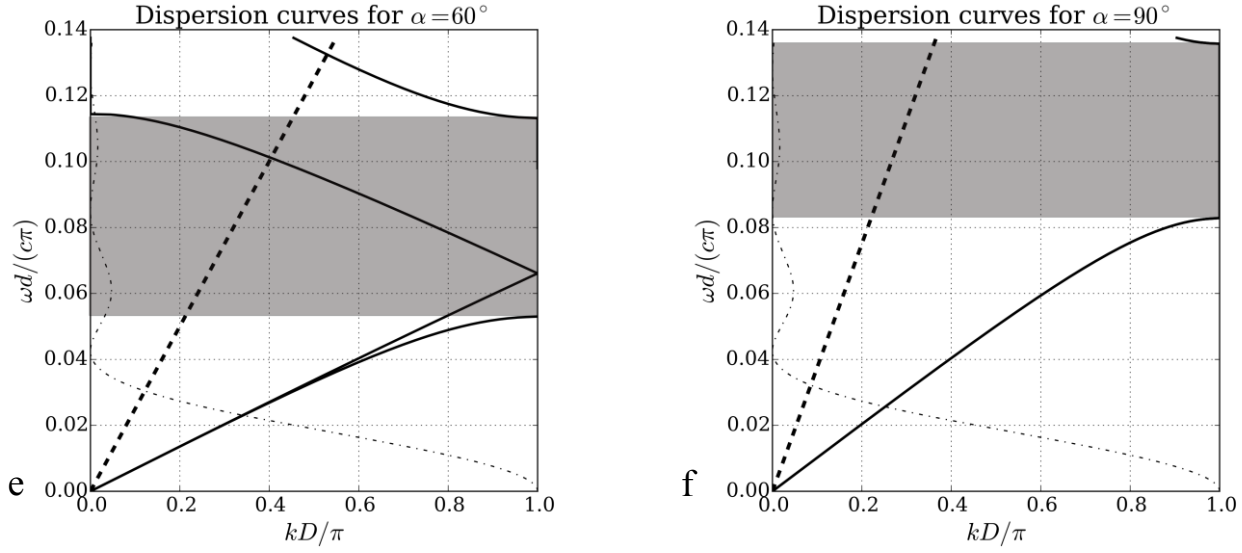 Dispersion curves for α=60°
0.14
0.12
0.10
0.08
0.06
0.04
0.02
0.00
ωd/(cπ)
0.0 0.2 0.4 0.6 0.8 1.0
kD/π
e
Dispersion curves for α=90°
0.14
0.12
0.10
0.08
0.06
0.04
0.02
0.00
ωd/(cπ)
0.0 0.2 0.4 0.6 0.8 1.0
kD/π
f